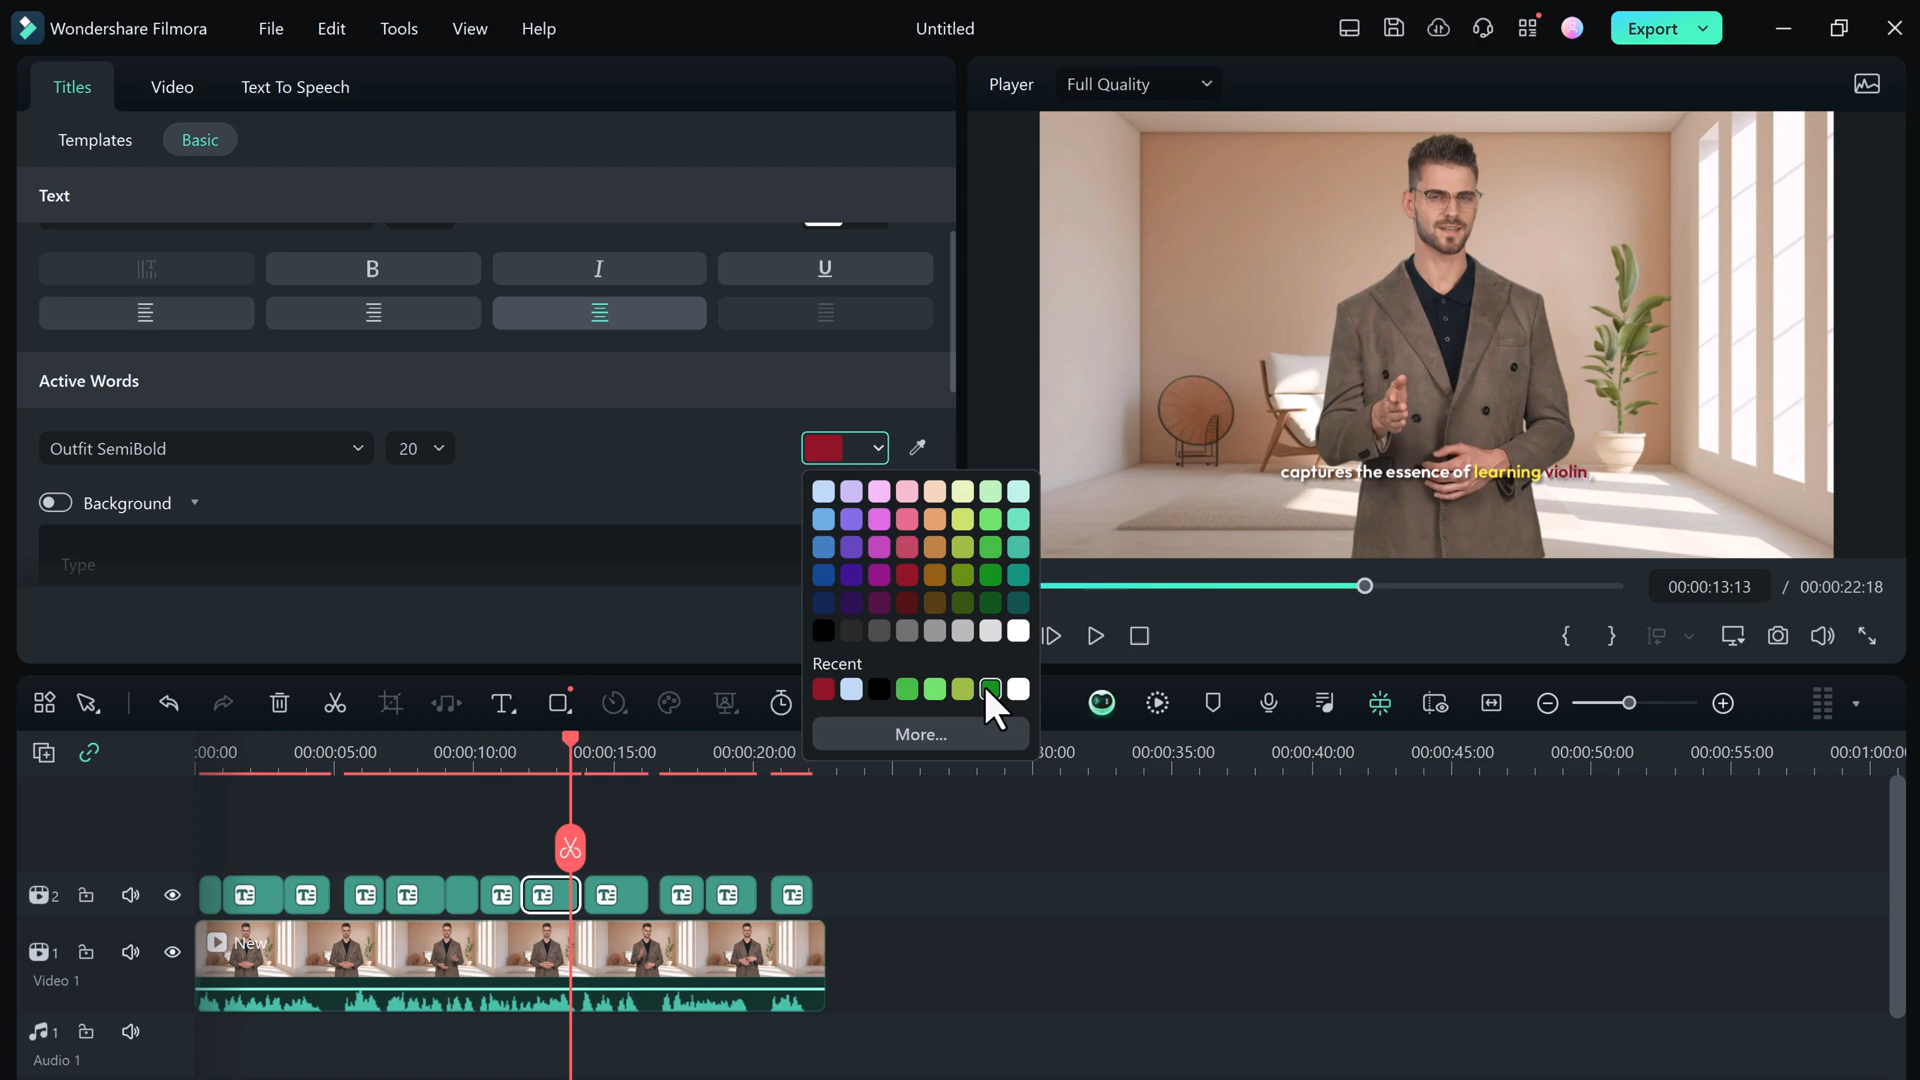 Wondershare Filmora File Edit Tools View Help Untitled Export
Titles Video Text To Speech
Player Full Quality
Templates Basic
Text
B I U
Active Words
Outfit SemiBold 20
Background
Type
captures the essence of learning violin
00:00:13:13 / 00:00:22:18
Recent
More...
:00:00 00:00:05:00 00:00:10:00 00:00:15:00 00:00:20:00 30:00 00:00:35:00 00:00:40:00 00:00:45:00 00:00:50:00 00:00:55:00 00:01:00:0
2
New
1
Video 1
1
Audio 1